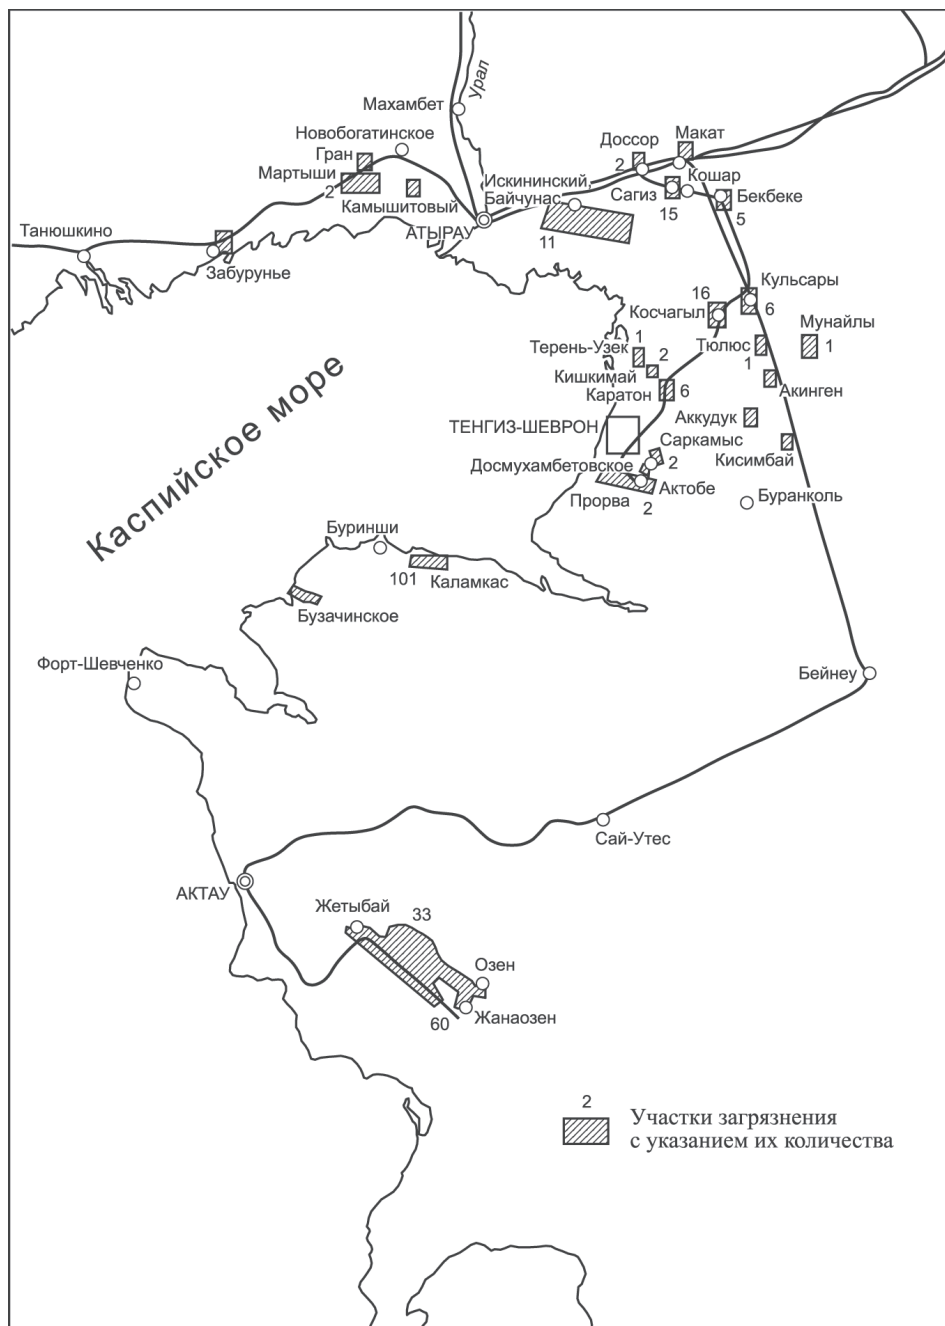 Урал
Махамбет
Новобогатинское
Гран
Мартыши
2
Камышитовый
Искининский,
Байчунас
АТЫРАУ
11
Доссор
2
Макат
Кошар
Сагиз
15
Бекбеке
5
Танюшкино
Забурунье
Кульсары
6
16
Косчагыл
Мунайлы
1
Тюлюс
1
1
Терень-Узек
2
Кишкимай
Каратон
6
Акинген
Аккудук
Кисимбай
ТЕНГИЗ-ШЕВРОН
Саркамыс
2
Досмухамбетовское
Прорва
Актобе
2
Буранколь
Каспийское море
Буринши
101
Каламкас
Бузачинское
Форт-Шевченко
Бейнеу
Сай-Утес
АКТАУ
Жетыбай
33
Озен
60
Жанаозен
2
Участки загрязнения
с указанием их количества